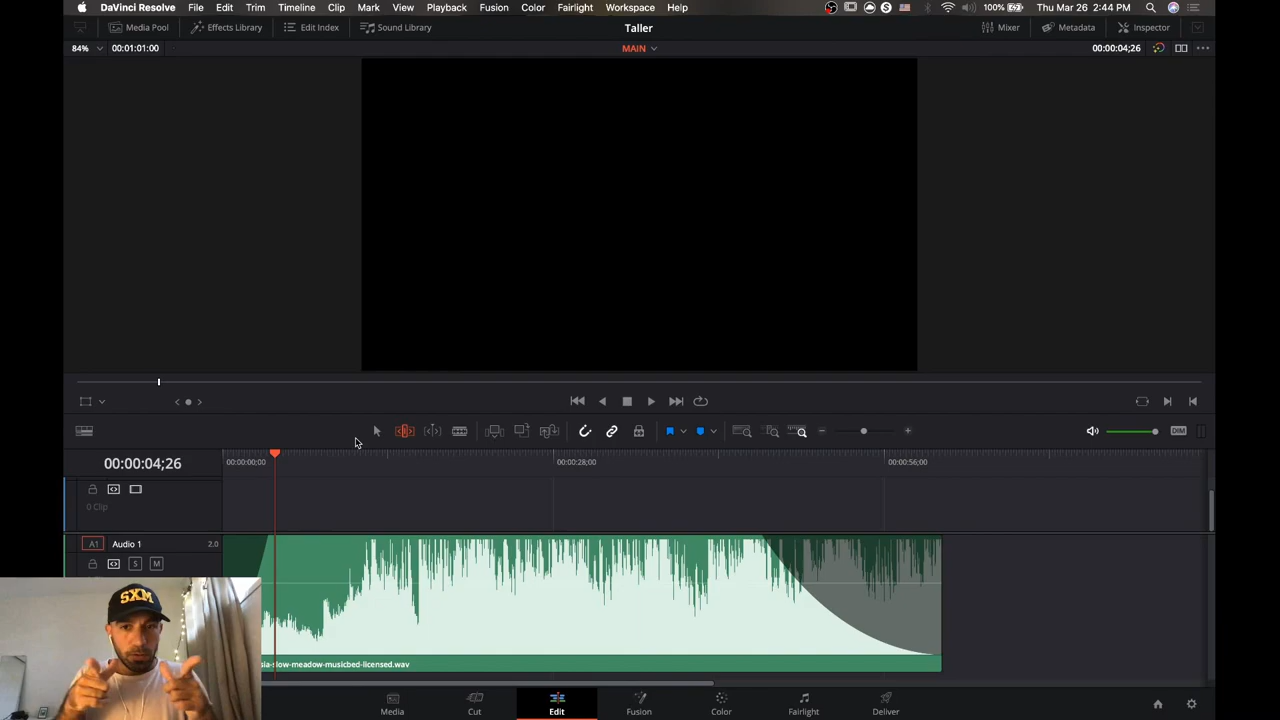 DaVinci Resolve File Edit Trim Timeline Clip Mark View Playback Fusion Color Fairlight Workspace Help 100% Thu Mar 26 2:44 PM
Media Pool Effects Library Edit Index Sound Library Taller Mixer Metadata Inspector
84% 00:01:01:00 MAIN 00:00:04;26
DIM
00:00:04;26 00:00:00;00 00:00:28;00 00:00:56;00
0 Clip
A1 Audio 1 2.0
S M
SXM
sia-slow-meadow-musicbed-licensed.wav
Media Cut Edit Fusion Color Fairlight Deliver